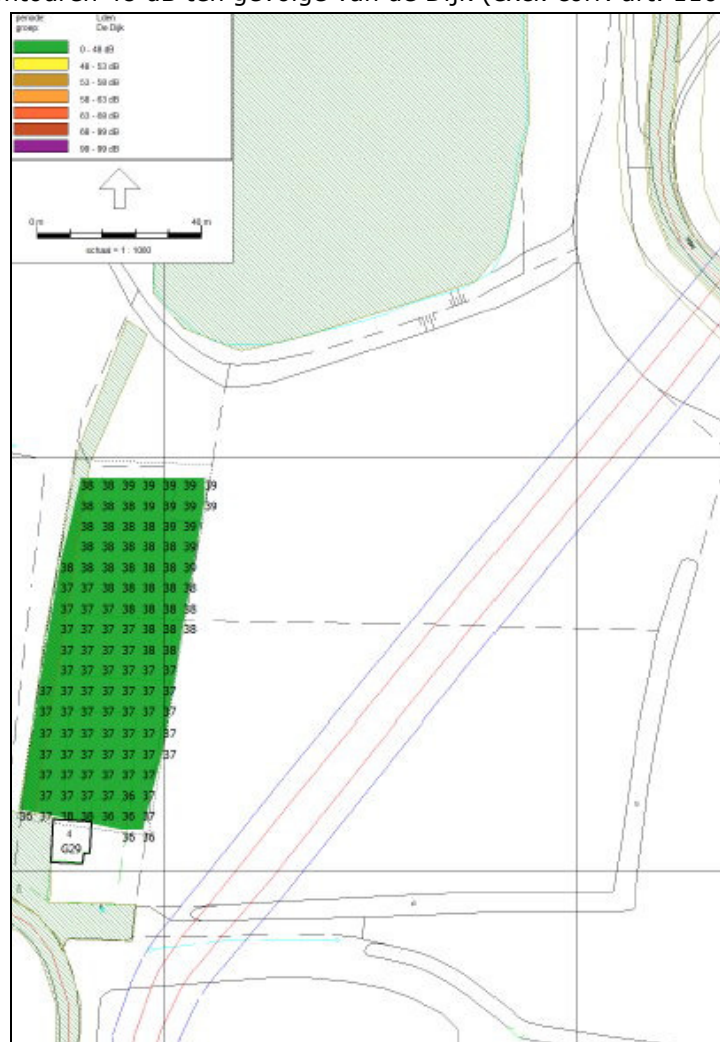 ntouren 48 dB ten gevolge van de Dijk (excl. corr. art. 110
periode: Lden
groep: De Dijk
0 - 48 dB
48 - 53 dB
53 - 58 dB
58 - 63 dB
63 - 68 dB
68 - 99 dB
99 - 99 dB
0 m 40 m
schaal = 1 : 1000
38 38 39 39 39 39 39
38 38 38 39 39 39 39
38 38 38 38 39 39
38 38 38 38 38 39
38 38 38 38 38 38 39
37 37 38 38 38 38 38
37 37 37 38 38 38 38
37 37 37 37 38 38 38
37 37 37 37 38 38
37 37 37 37 37 37
37 37 37 37 37 37 37
37 37 37 37 37 37 37
37 37 37 37 37 37 37
37 37 37 37 37 37 37
37 37 37 37 37 37
37 37 37 37 36 37
36 37 38 38 36 36 37
36 36
4
G29